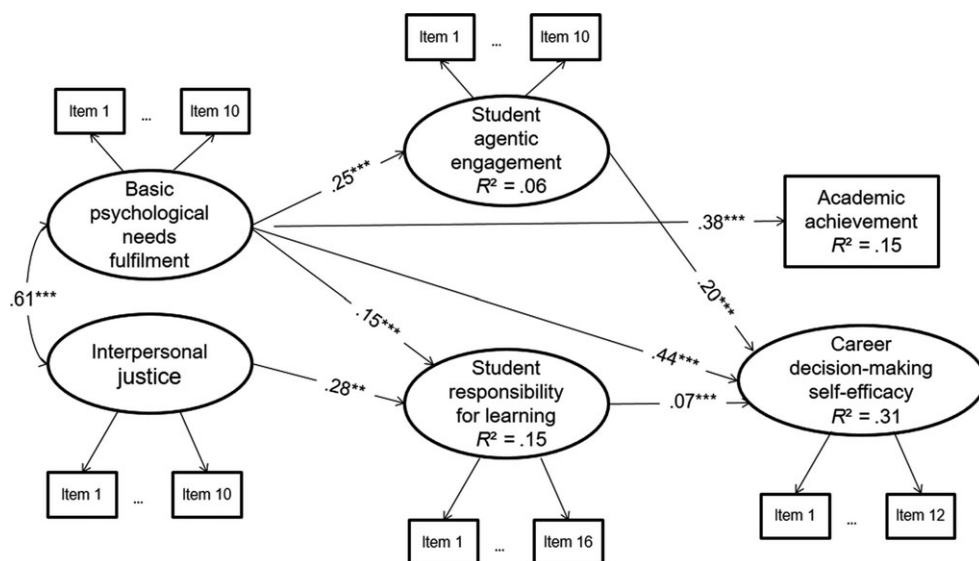 Item 1 ... Item 10
Student
agentic
engagement
R² = .06
Item 1 ... Item 10
Basic
psychological
needs
fulfilment
.25***
.38***
Academic
achievement
R² = .15
.61***
.15***
.20***
.44***
Interpersonal
justice
.28**
Student
responsibility
for learning
R² = .15
.07***
Career
decision-making
self-efficacy
R² = .31
Item 1 ... Item 10
Item 1 ... Item 16
Item 1 ... Item 12